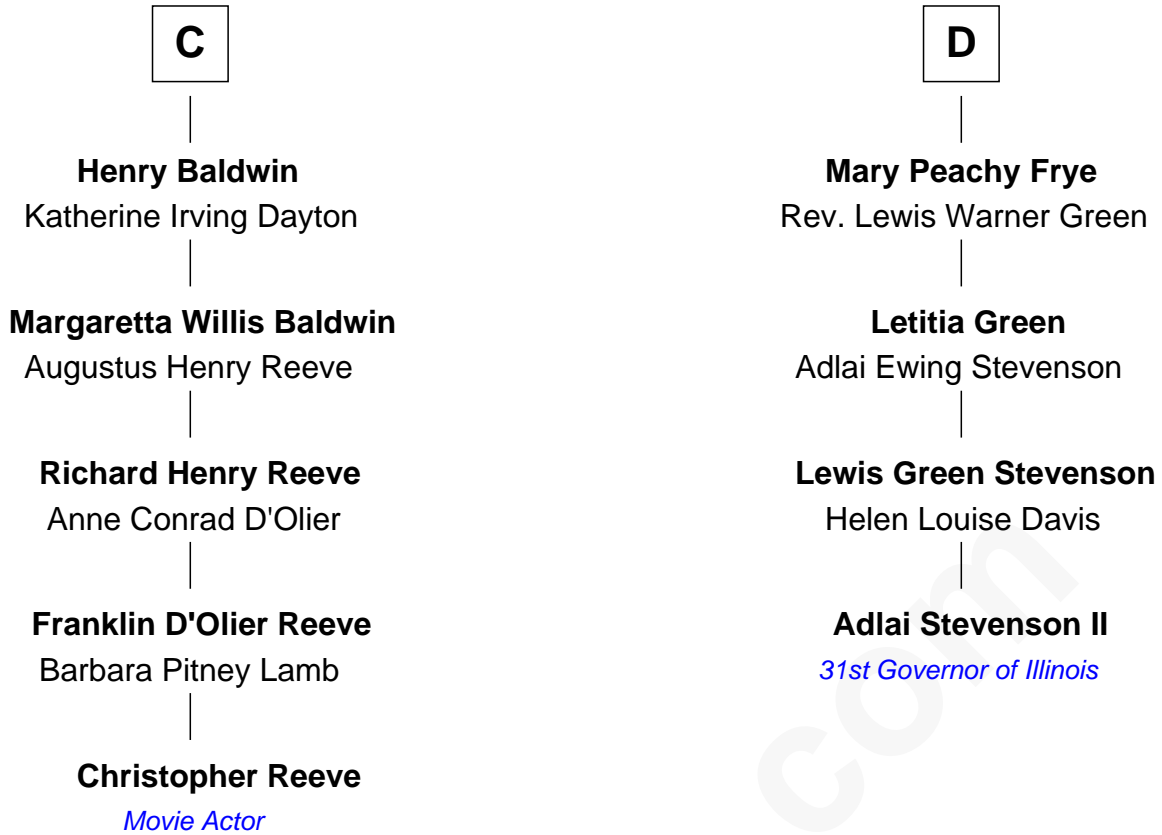 C
Henry Baldwin
Katherine Irving Dayton
Margaretta Willis Baldwin
Augustus Henry Reeve
Richard Henry Reeve
Anne Conrad D'Olier
Franklin D'Olier Reeve
Barbara Pitney Lamb
Christopher Reeve
Movie Actor
D
Mary Peachy Frye
Rev. Lewis Warner Green
Letitia Green
Adlai Ewing Stevenson
Lewis Green Stevenson
Helen Louise Davis
Adlai Stevenson II
31st Governor of Illinois
com